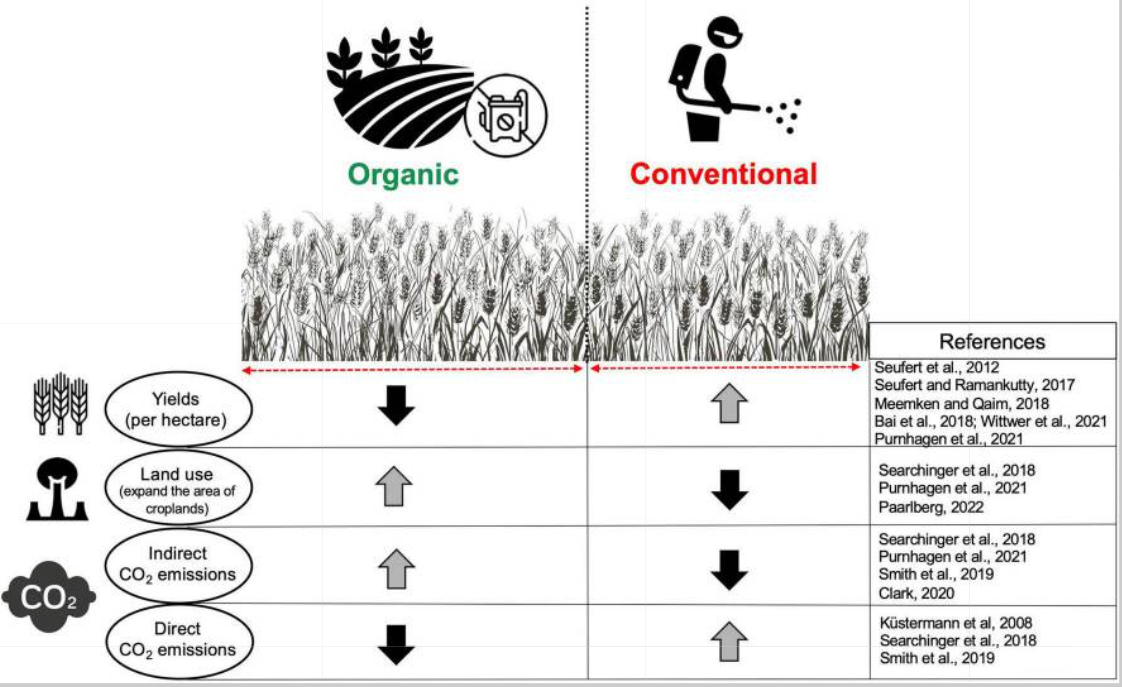 Organic
Conventional
References
Yields
(per hectare)
Seufert et al., 2012
Seufert and Ramankutty, 2017
Meemken and Qaim, 2018
Bai et al., 2018; Wittwer et al., 2021
Purnhagen et al., 2021
Land use
(expand the area of
croplands)
Searchinger et al., 2018
Purnhagen et al., 2021
Paarlberg, 2022
CO₂
Indirect
CO₂ emissions
Searchinger et al., 2018
Purnhagen et al., 2021
Smith et al., 2019
Clark, 2020
Direct
CO₂ emissions
Küstermann et al, 2008
Searchinger et al., 2018
Smith et al., 2019